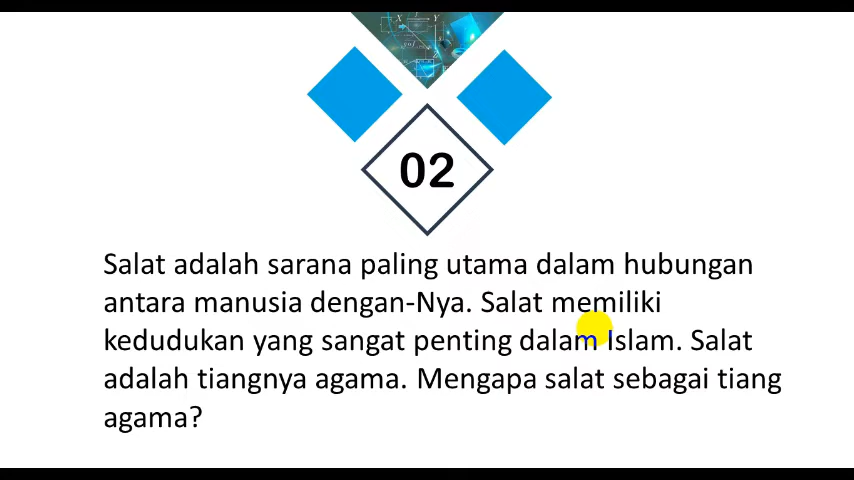 X Y
02
Salat adalah sarana paling utama dalam hubungan
antara manusia dengan-Nya. Salat memiliki
kedudukan yang sangat penting dalam Islam. Salat
adalah tiangnya agama. Mengapa salat sebagai tiang
agama?